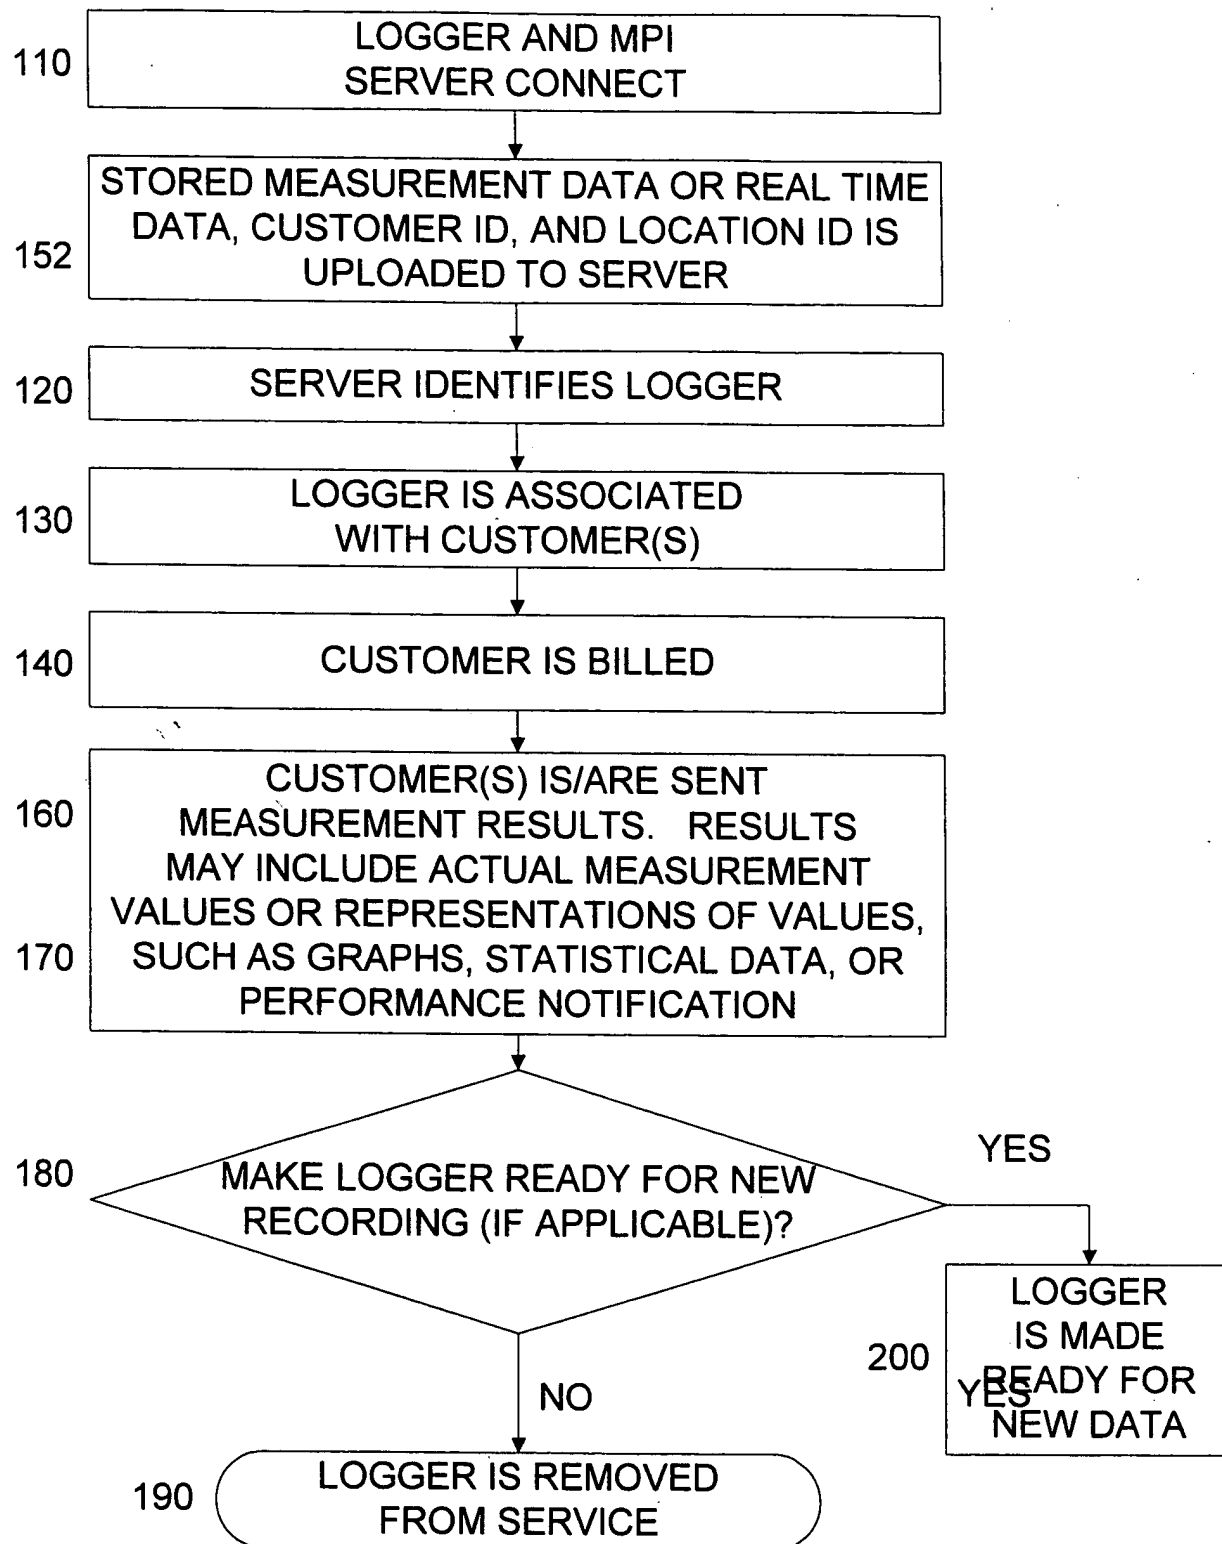 110
LOGGER AND MPI
SERVER CONNECT
STORED MEASUREMENT DATA OR REAL TIME
DATA, CUSTOMER ID, AND LOCATION ID IS
152
UPLOADED TO SERVER
120
SERVER IDENTIFIES LOGGER
130
LOGGER IS ASSOCIATED
WITH CUSTOMER(S)
140
CUSTOMER IS BILLED
CUSTOMER(S) IS/ARE SENT
160
MEASUREMENT RESULTS. RESULTS
MAY INCLUDE ACTUAL MEASUREMENT
VALUES OR REPRESENTATIONS OF VALUES,
170
SUCH AS GRAPHS, STATISTICAL DATA, OR
PERFORMANCE NOTIFICATION
180
MAKE LOGGER READY FOR NEW
RECORDING (IF APPLICABLE)?
YES
200
LOGGER
IS MADE
READY FOR
YES
NEW DATA
NO
190
LOGGER IS REMOVED
FROM SERVICE